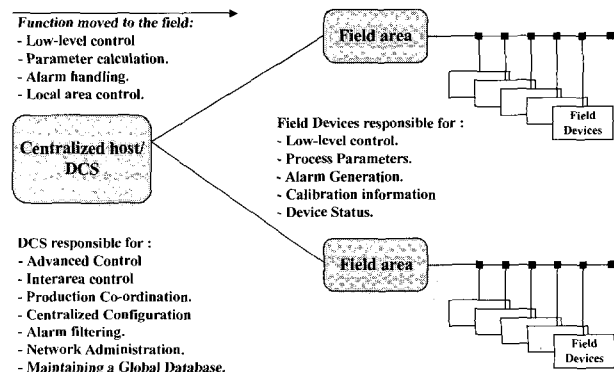 Function moved to the field:
- Low-level control
- Parameter calculation.
- Alarm handling.
- Local area control.
Centralized host/
DCS
DCS responsible for :
- Advanced Control
- Interarea control
- Production Co-ordination.
- Centralized Configuration
- Alarm filtering.
- Network Administration.
- Maintaining a Global Database.
Field area
Field Devices responsible for :
- Low-level control.
- Process Parameters.
- Alarm Generation.
- Calibration information
- Device Status.
Field area
Field
Devices
Field
Devices